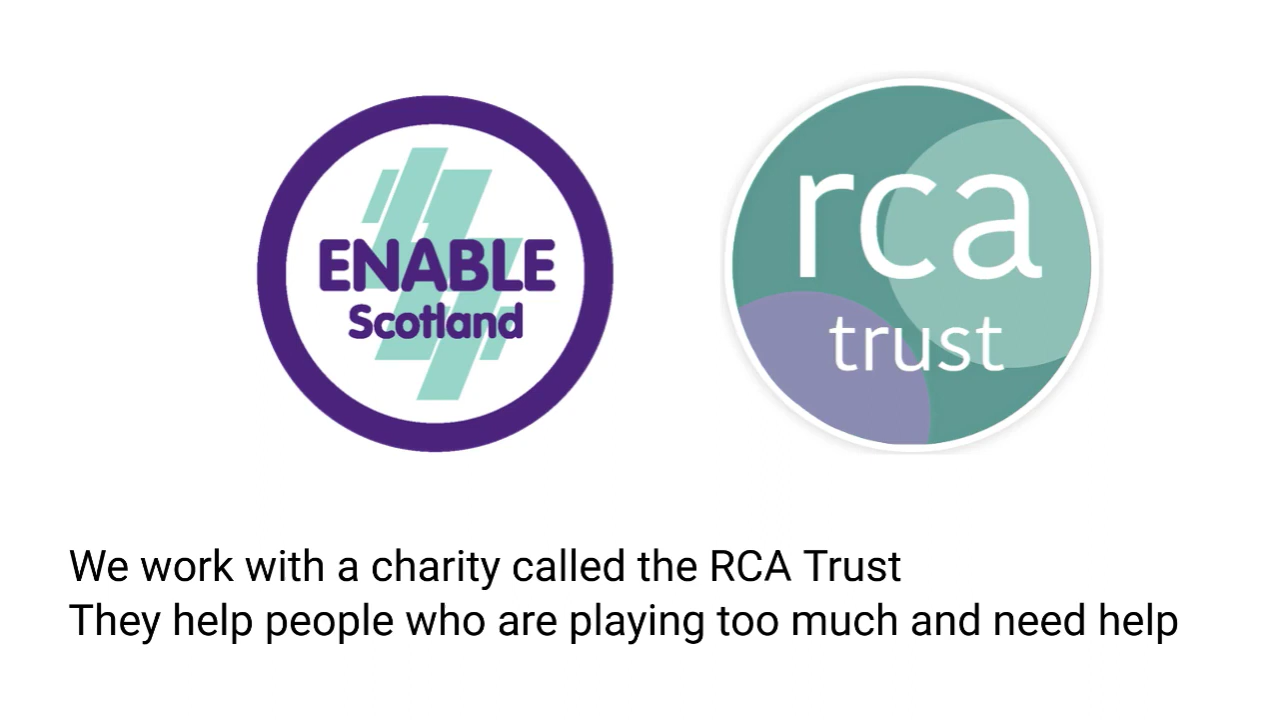 ENABLE
Scotland
rca
trust
We work with a charity called the RCA Trust
They help people who are playing too much and need help